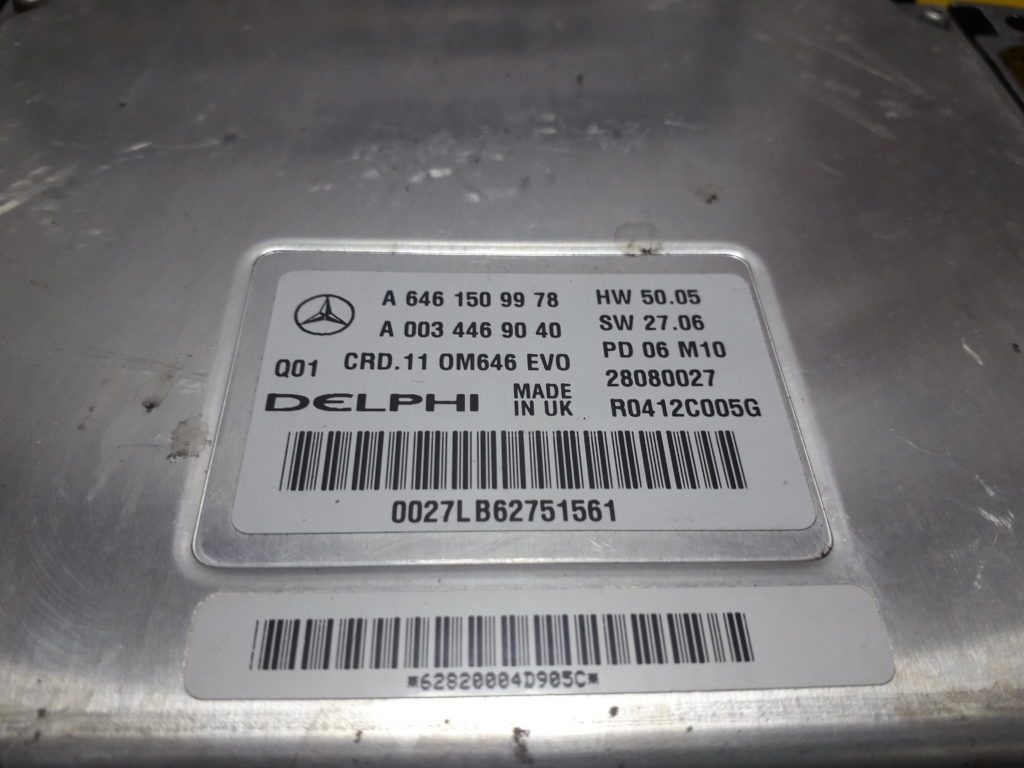 A 646 150 99 78
HW 50.05
A 003 446 90 40
SW 27.06
Q01 CRD.11 OM646 EVO
PD 06 M10
28080027
DELPHI MADE IN UK
R0412C005G
0027LB62751561
*62820004D905C*